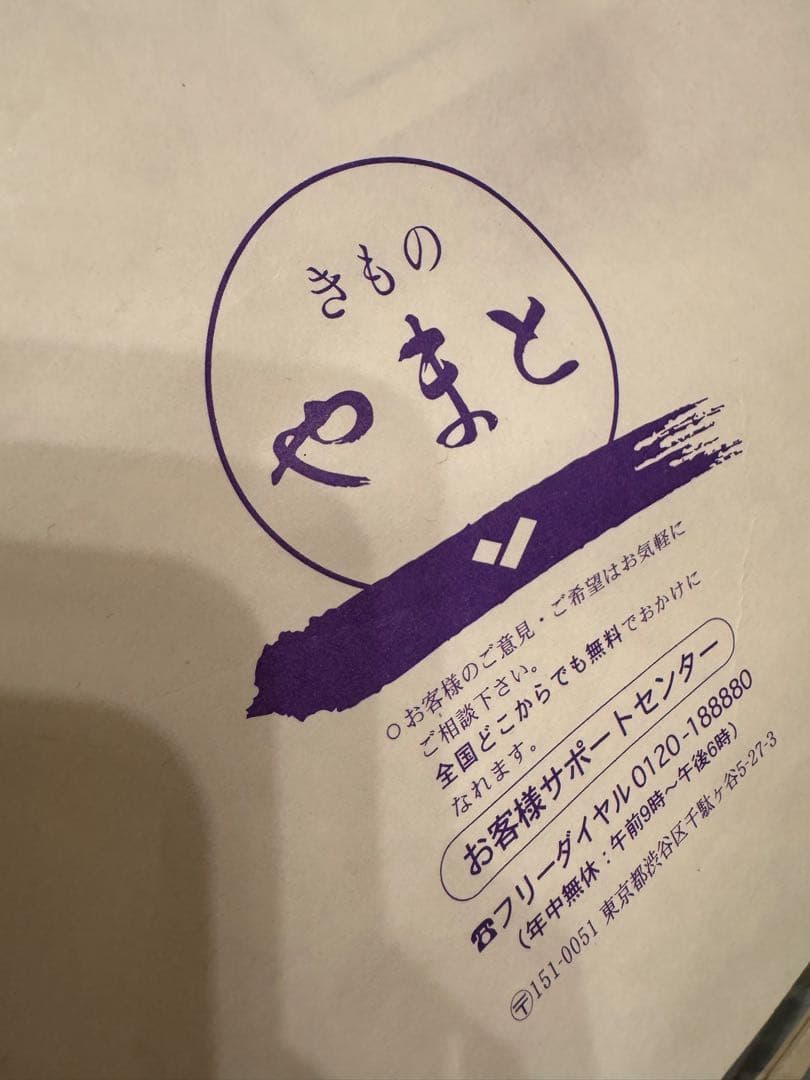 きもの
やまと
○お客様のご意見・ご希望はお気軽に
ご相談下さい。
全国どこからでも無料でおかけに
なれます。
お客様サポートセンター
☎フリーダイヤル0120-188880
（年中無休：午前9時～午後6時）
〒151-0051 東京都渋谷区千駄ヶ谷5-27-3